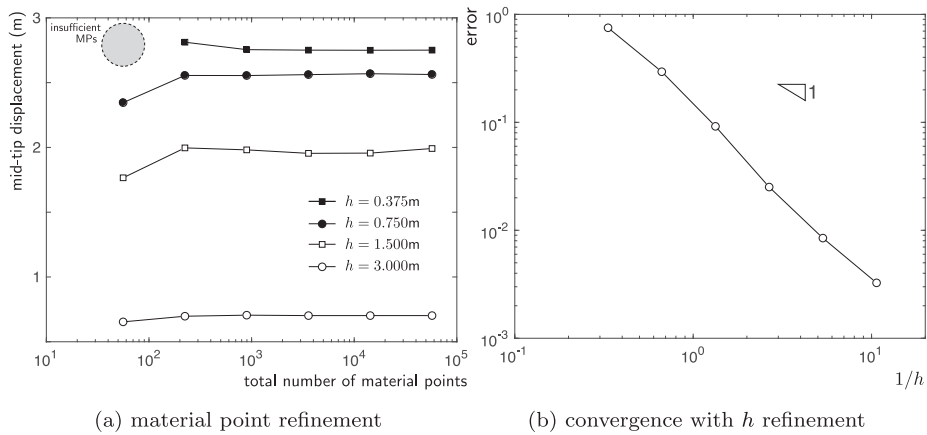 3
2
1
mid-tip displacement (m)
insufficient
MPs
h = 0.375m
h = 0.750m
h = 1.500m
h = 3.000m
10^1
10^2
10^3
10^4
10^5
total number of material points
(a) material point refinement
error
10^0
10^-1
10^-2
10^-3
1
10^-1
10^0
10^1
1/h
(b) convergence with h refinement